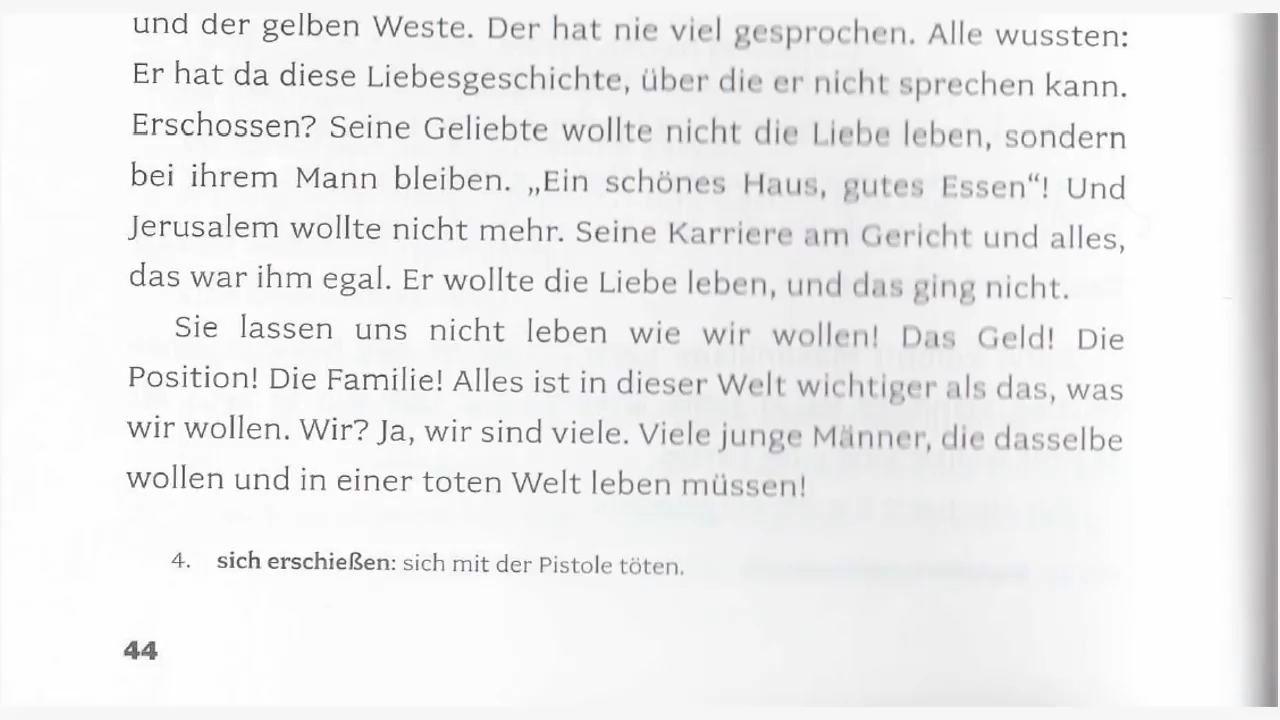 und der gelben Weste. Der hat nie viel gesprochen. Alle wussten:
Er hat da diese Liebesgeschichte, über die er nicht sprechen kann.
Erschossen? Seine Geliebte wollte nicht die Liebe leben, sondern
bei ihrem Mann bleiben. „Ein schönes Haus, gutes Essen“! Und
Jerusalem wollte nicht mehr. Seine Karriere am Gericht und alles,
das war ihm egal. Er wollte die Liebe leben, und das ging nicht.
Sie lassen uns nicht leben wie wir wollen! Das Geld! Die
Position! Die Familie! Alles ist in dieser Welt wichtiger als das, was
wir wollen. Wir? Ja, wir sind viele. Viele junge Männer, die dasselbe
wollen und in einer toten Welt leben müssen!
4. sich erschießen: sich mit der Pistole töten.
44